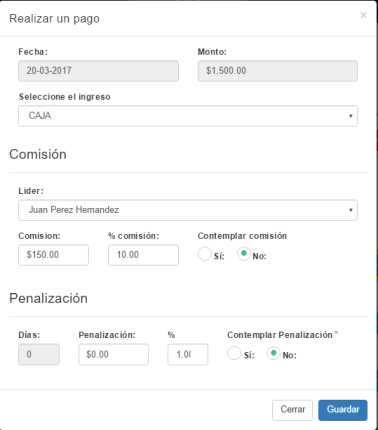 Realizar un pago ×
Fecha: Monto:
20-03-2017 $1,500.00
Seleccione el ingreso
CAJA
Comisión
Lider:
Juan Perez Hernandez
Comision: % comisión: Contemplar comisión
$150.00 10.00 Sí: No:
Penalización
Días: Penalización: % Contemplar Penalización *
0 $0.00 1.0( Sí: No:
Cerrar Guardar